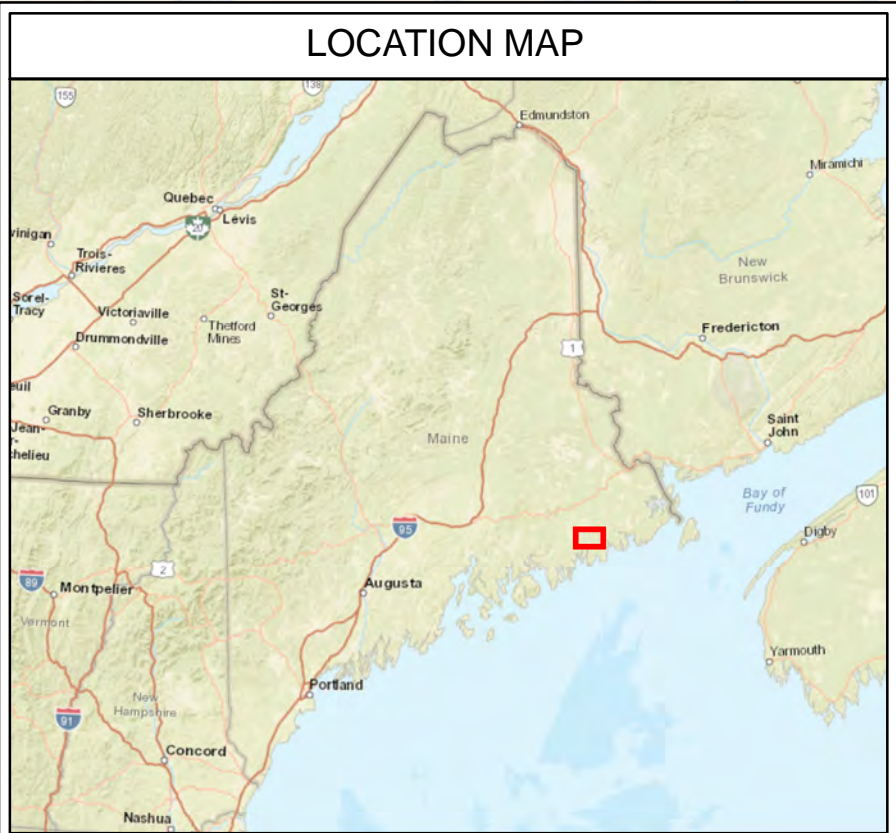 LOCATION MAP
155
138
Edmundston
Miramichi
Quebec
Lévis
20
vinigan
Trois-
Rivieres
New
Brunswick
Sorel-
Tracy
Victoriaville
St-
Georges
Thetford
Mines
Drummondville
1
Fredericton
euil
Granby
Sherbrooke
Jean-
r-
chelieu
Maine
Saint
John
Bay of
Fundy
101
95
Digby
2
89
Montpelier
Augusta
Vermont
Yarmouth
Portland
New
Hampshire
91
Concord
Nashua